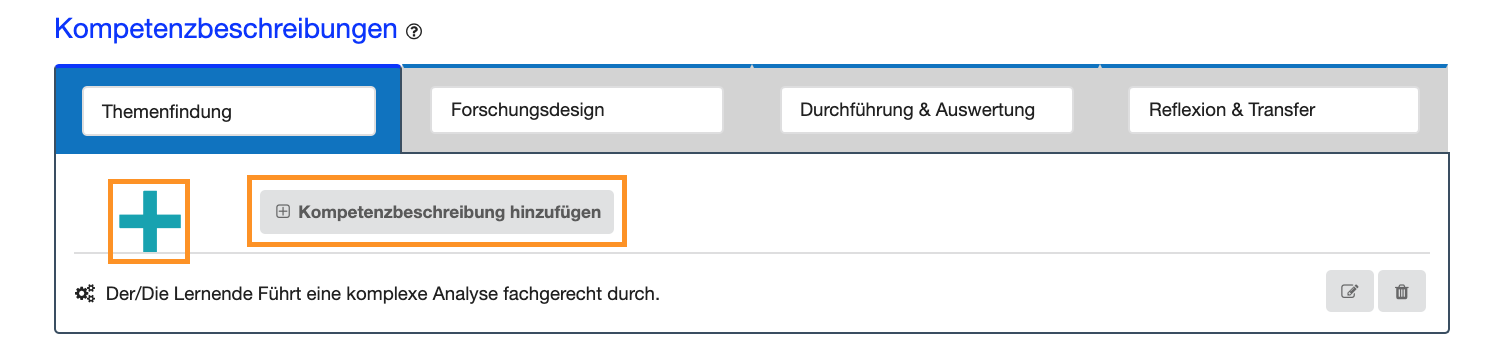 Kompetenzbeschreibungen
Themenfindung
Forschungsdesign
Durchführung & Auswertung
Reflexion & Transfer
Kompetenzbeschreibung hinzufügen
Der/Die Lernende Führt eine komplexe Analyse fachgerecht durch.